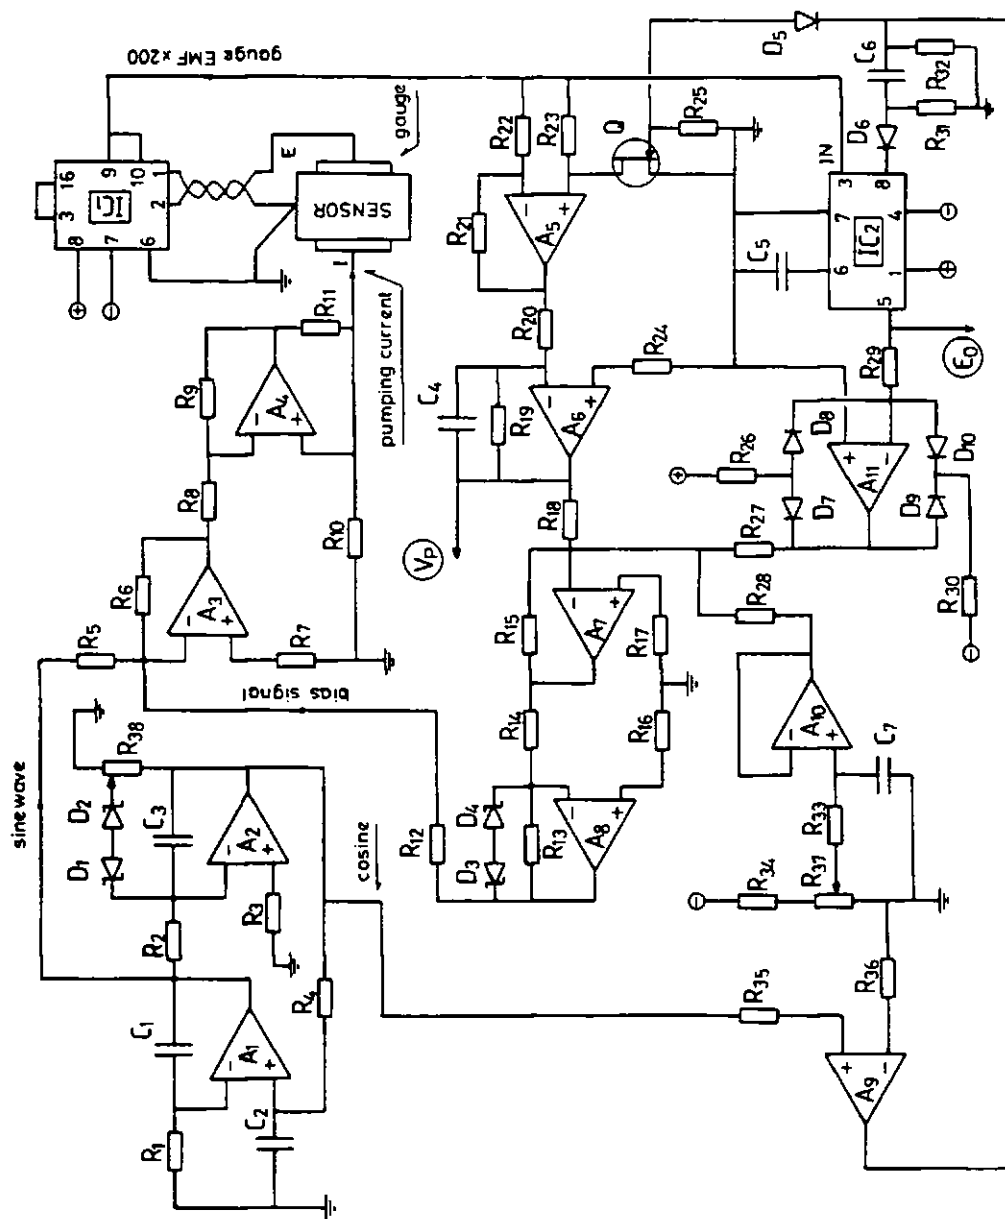 sinewave
R1
C1
A1
C2
R2
D1
D2
R38
C3
A2
R3
R4
cosine
R5
R6
A3
R7
bias signal
R8
R9
A4
R10
R11
pumping current
I
SENSOR
gauge
E
IC1
8
7
6
3
16
9
10
1
2
gauge EMF x200
R12
D3
D4
R13
A8
R14
R15
A7
R16
R17
R18
VP
C4
R19
A6
R20
R21
A5
R22
R23
R24
Q
R25
D5
C6
R31
R32
D6
IN
3
8
7
6
4
1
5
IC2
C5
R29
E0
D8
R26
D7
A11
D10
D9
R27
R28
R30
A10
C7
R33
R34
R37
R35
R36
A9
+
−